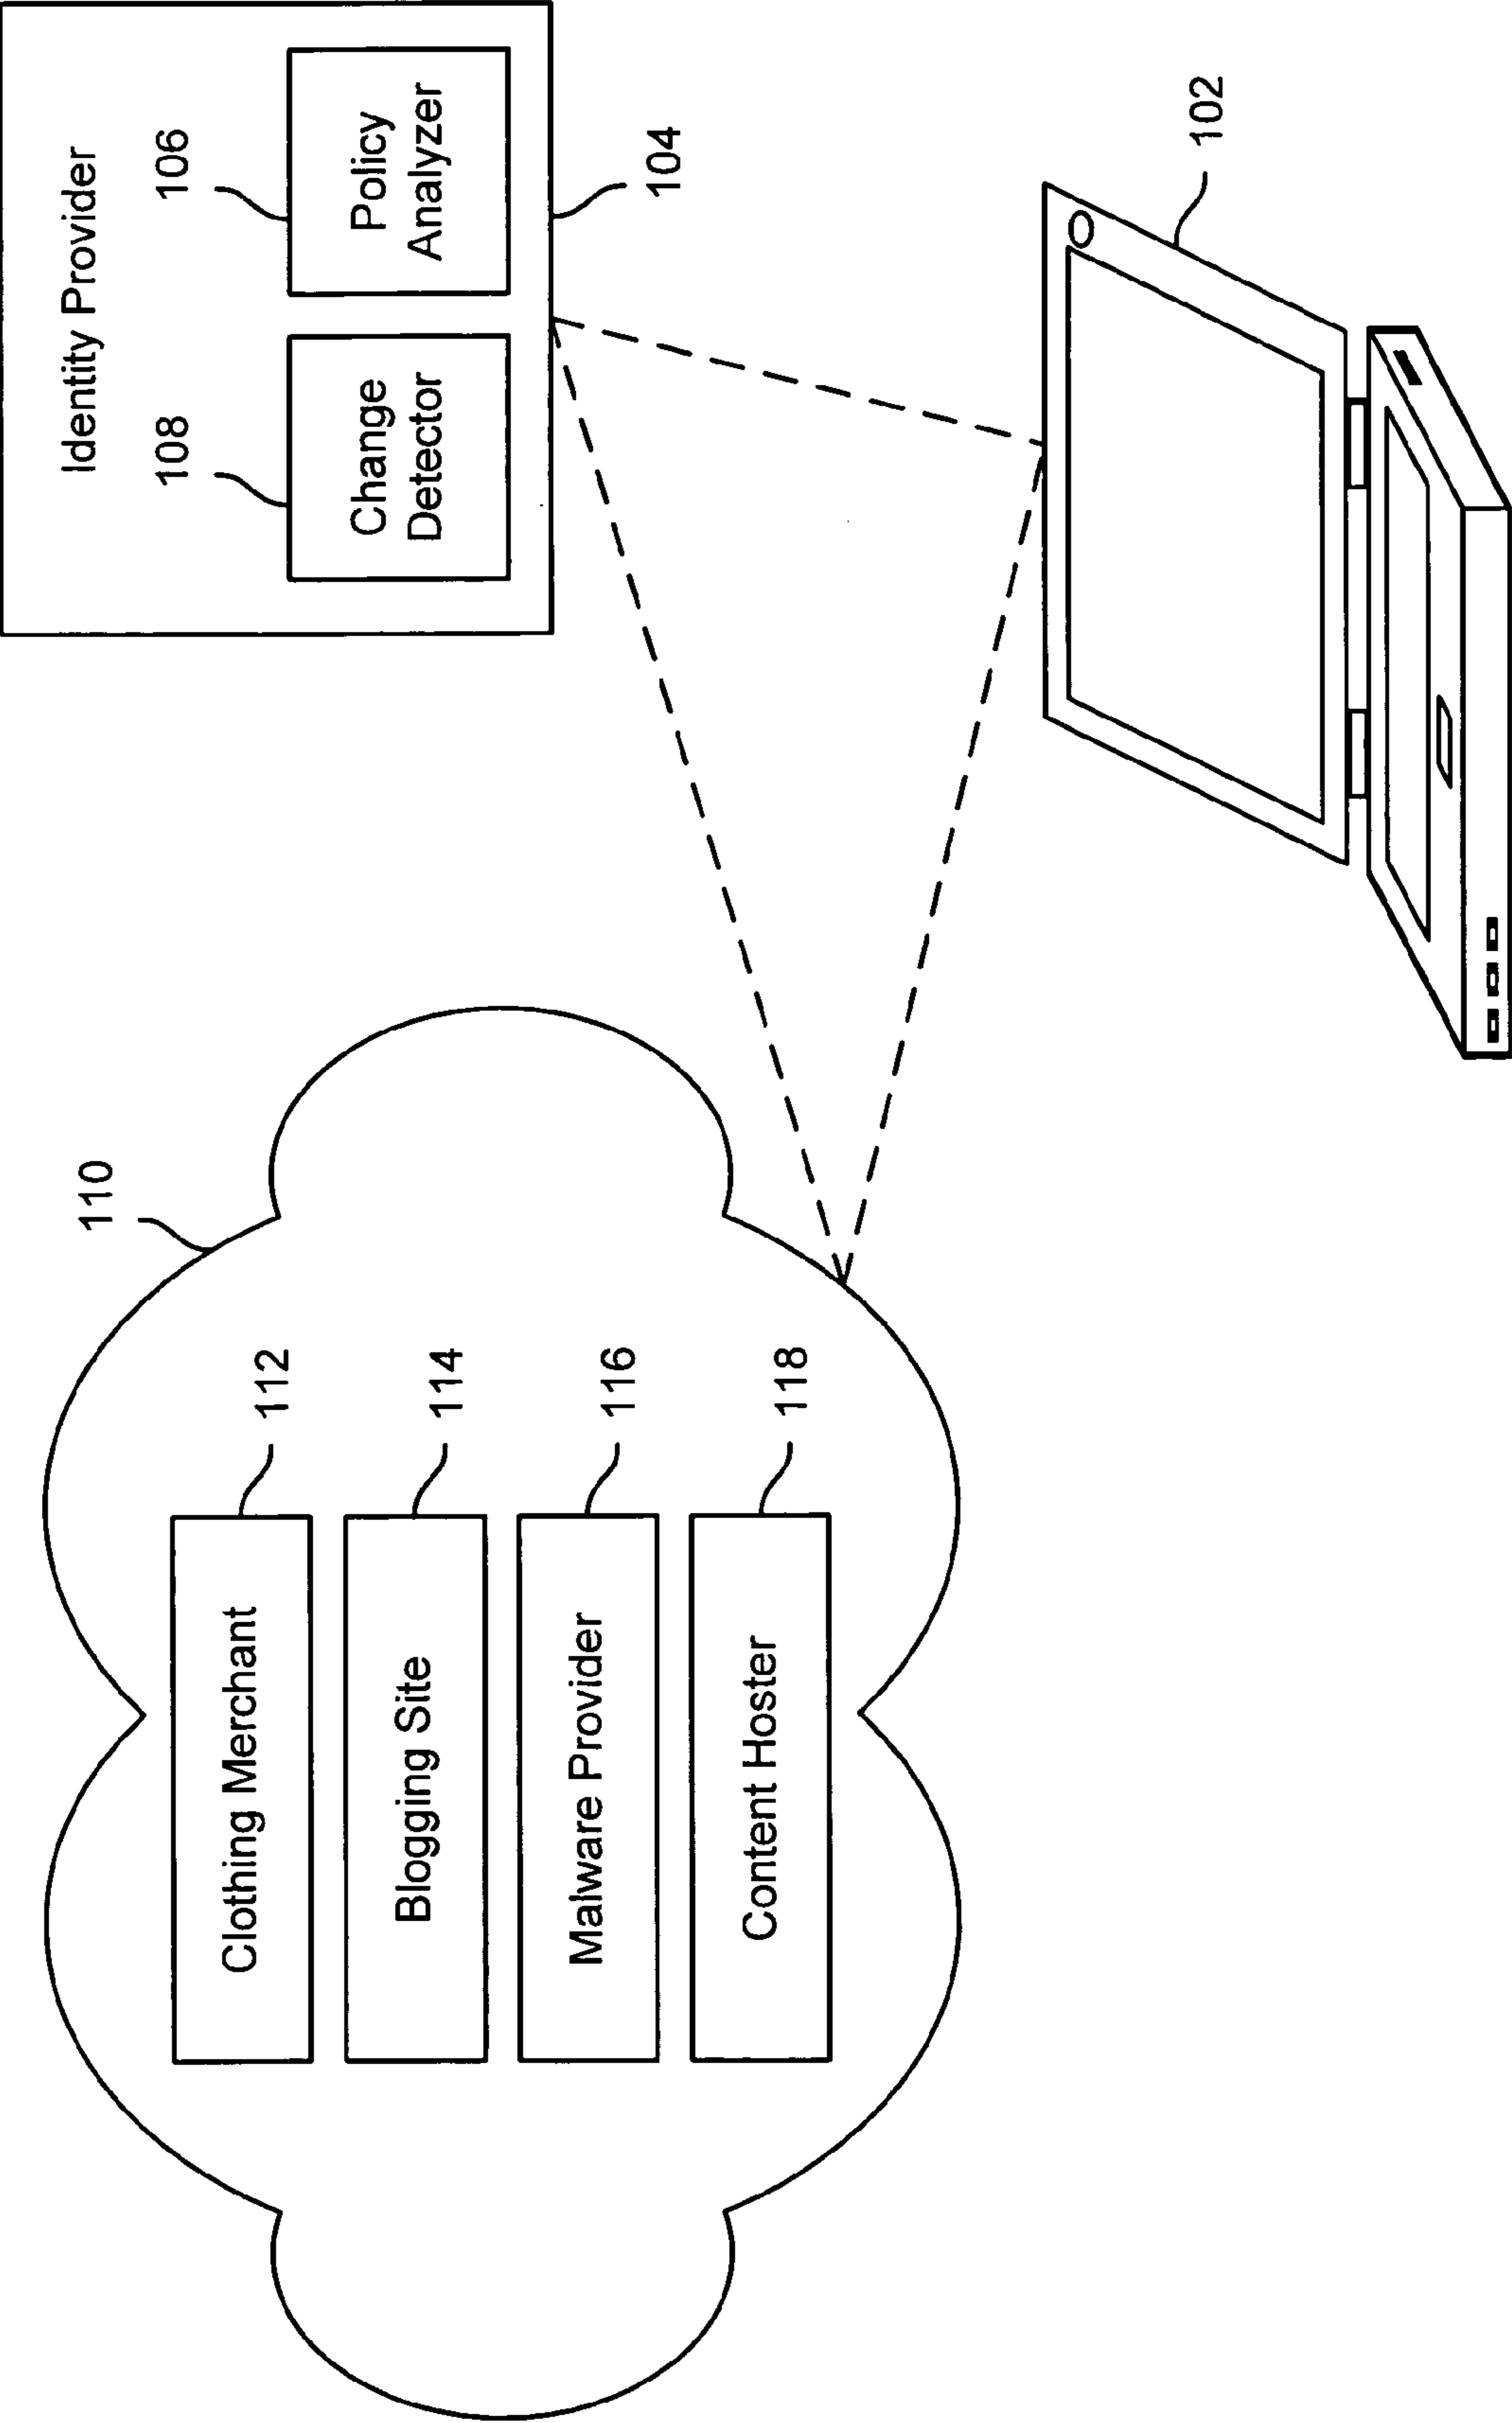 110
112
Clothing Merchant
114
Blogging Site
116
Malware Provider
118
Content Hoster
Identity Provider
108
106
Change
Detector
Policy
Analyzer
104
102